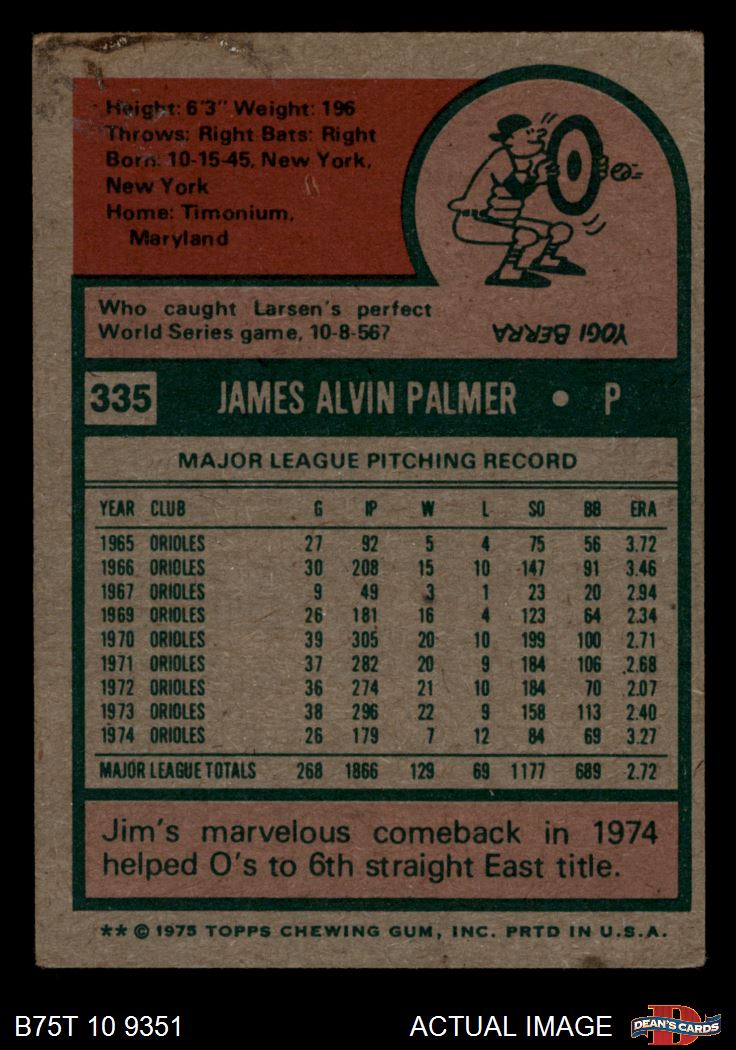 Height: 6'3" Weight: 196
Throws: Right Bats: Right
Born: 10-15-45, New York,
New York
Home: Timonium,
Maryland
Who caught Larsen's perfect
World Series game, 10-8-56?
YOGI BERRA
335 JAMES ALVIN PALMER • P
MAJOR LEAGUE PITCHING RECORD
YEAR CLUB G IP W L SO BB ERA
1965 ORIOLES 27 92 5 4 75 56 3.72
1966 ORIOLES 30 208 15 10 147 91 3.46
1967 ORIOLES 9 49 3 1 23 20 2.94
1969 ORIOLES 26 181 16 4 123 64 2.34
1970 ORIOLES 39 305 20 10 199 100 2.71
1971 ORIOLES 37 282 20 9 184 106 2.68
1972 ORIOLES 36 274 21 10 184 70 2.07
1973 ORIOLES 38 296 22 9 158 113 2.40
1974 ORIOLES 26 179 7 12 84 69 3.27
MAJOR LEAGUE TOTALS 268 1866 129 69 1177 689 2.72
Jim's marvelous comeback in 1974
helped O's to 6th straight East title.
** © 1975 TOPPS CHEWING GUM, INC. PRTD IN U.S.A.
B75T 10 9351 ACTUAL IMAGE DEAN'S CARDS